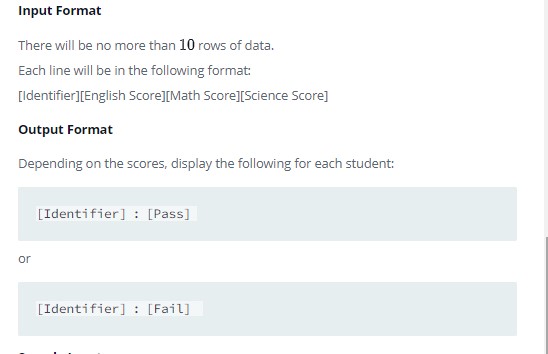 Input Format
There will be no more than 10 rows of data.
Each line will be in the following format:
[Identifier][English Score][Math Score][Science Score]
Output Format
Depending on the scores, display the following for each student:
[Identifier] : [Pass]
or
[Identifier] : [Fail]